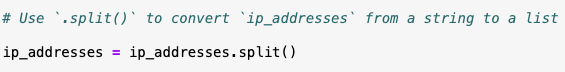 # Use `.split()` to convert `ip_addresses` from a string to a list
ip_addresses = ip_addresses.split()